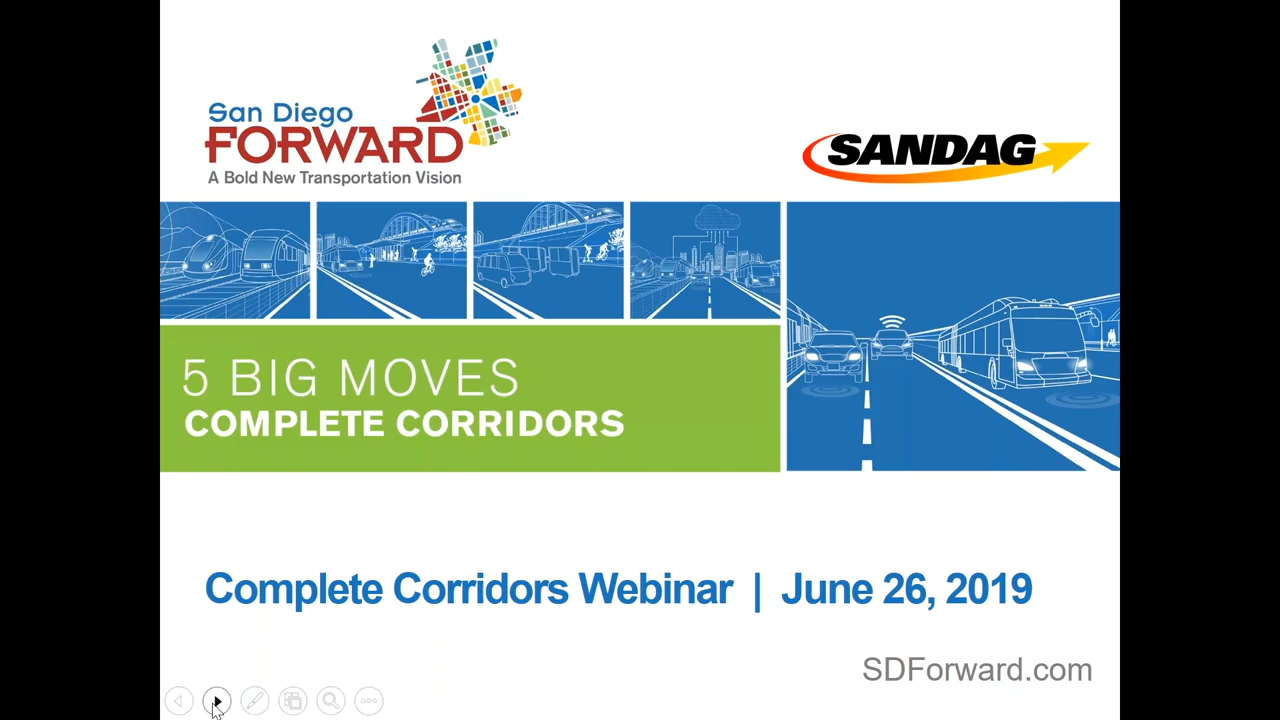 San Diego
FORWARD
A Bold New Transportation Vision
SANDAG
5 BIG MOVES
COMPLETE CORRIDORS
Complete Corridors Webinar | June 26, 2019
SDForward.com